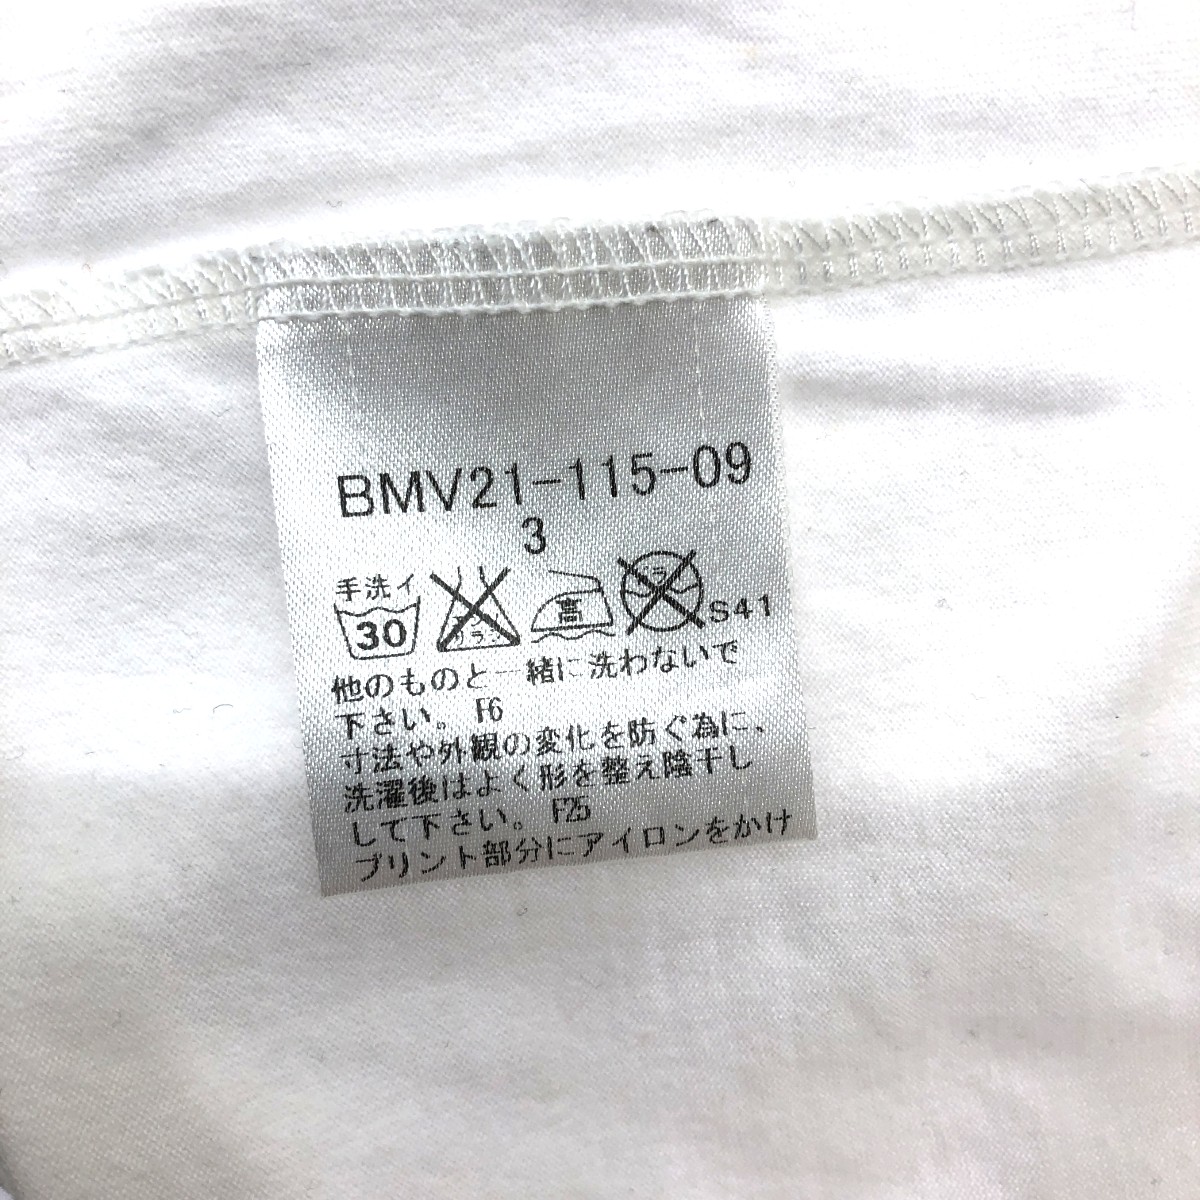 BMV21-115-09
3
手洗イ
30
高
S41
他のものと一緒に洗わないで
下さい。 F6
寸法や外観の変化を防ぐ為に、
洗濯後はよく形を整え陰干し
して下さい。 F25
プリント部分にアイロンをかけ